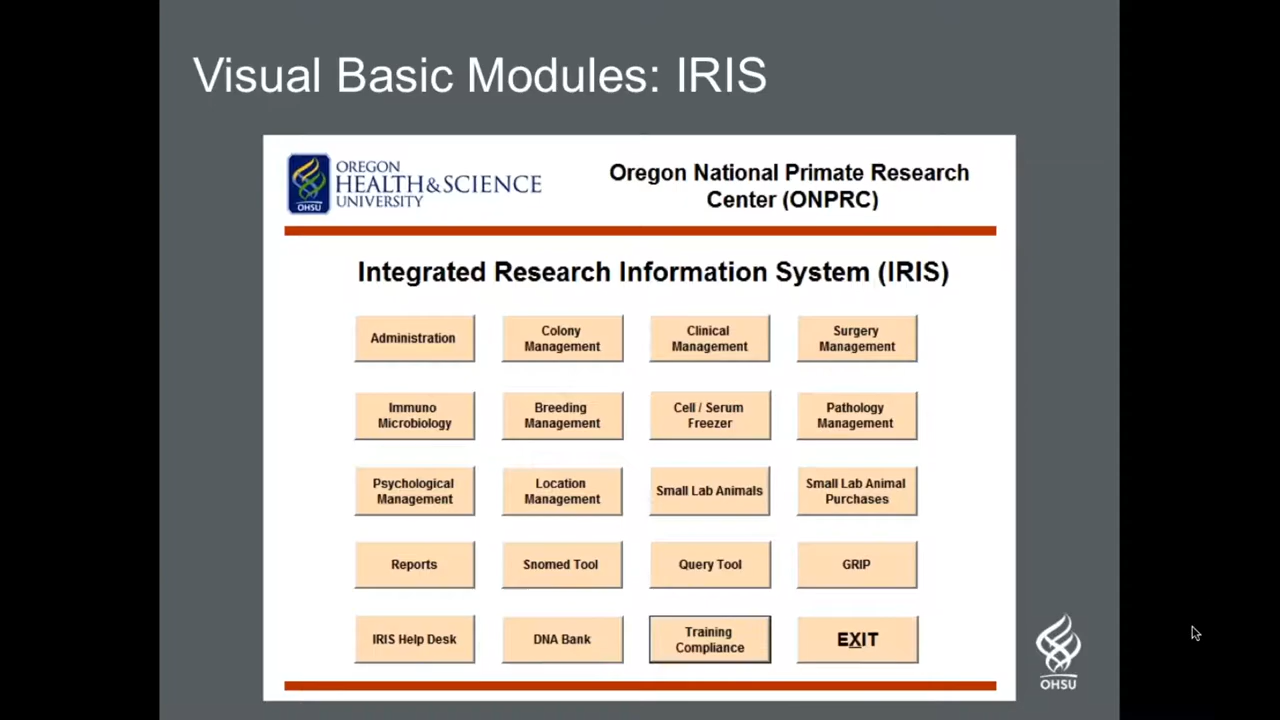 Visual Basic Modules: IRIS
OREGON
HEALTH&SCIENCE
UNIVERSITY
OHSU
Oregon National Primate Research
Center (ONPRC)
Integrated Research Information System (IRIS)
Administration
Colony
Management
Clinical
Management
Surgery
Management
Immuno
Microbiology
Breeding
Management
Cell / Serum
Freezer
Pathology
Management
Psychological
Management
Location
Management
Small Lab Animals
Small Lab Animal
Purchases
Reports
Snomed Tool
Query Tool
GRIP
IRIS Help Desk
DNA Bank
Training
Compliance
EXIT
OHSU